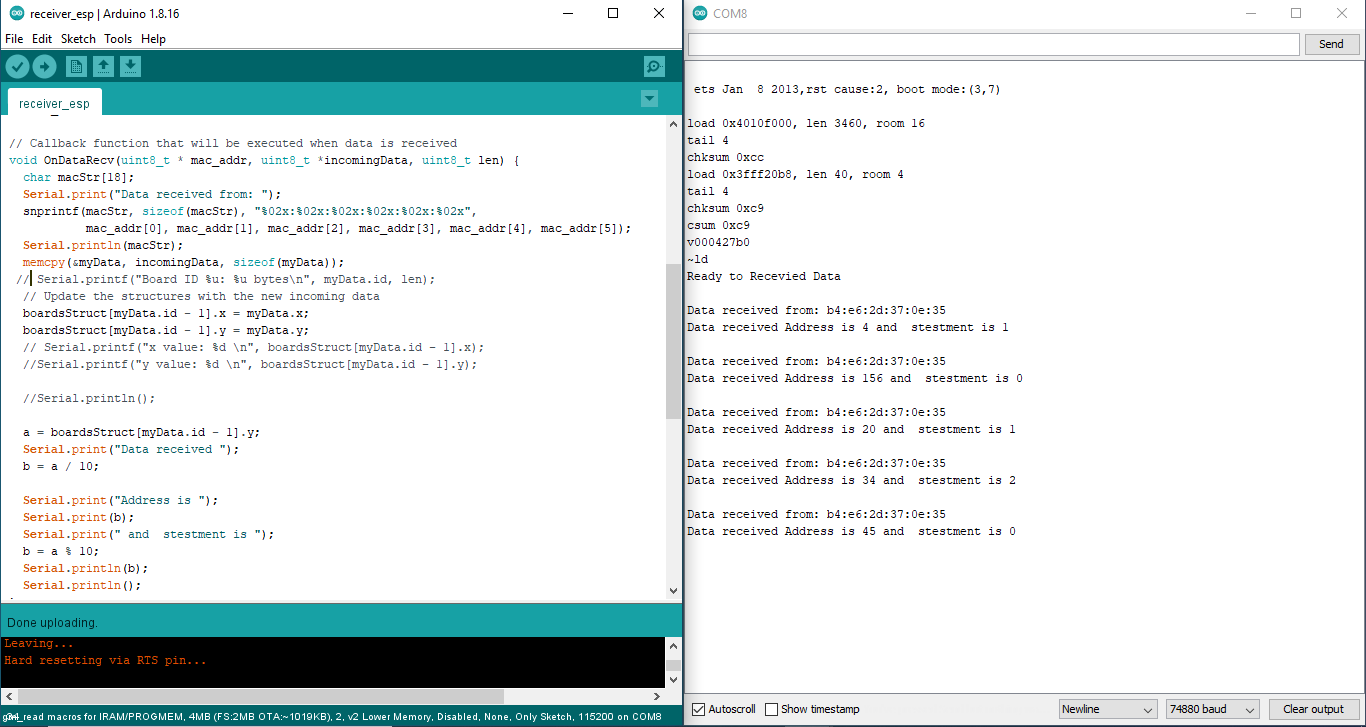 receiver_esp | Arduino 1.8.16
File Edit Sketch Tools Help
receiver_esp
// Callback function that will be executed when data is received
void OnDataRecv(uint8_t * mac_addr, uint8_t *incomingData, uint8_t len) {
char macStr[18];
Serial.print("Data received from: ");
snprintf(macStr, sizeof(macStr), "%02x:%02x:%02x:%02x:%02x:%02x",
mac_addr[0], mac_addr[1], mac_addr[2], mac_addr[3], mac_addr[4], mac_addr[5]);
Serial.println(macStr);
memcpy(&myData, incomingData, sizeof(myData));
// Serial.printf("Board ID %u: %u bytes\n", myData.id, len);
// Update the structures with the new incoming data
boardsStruct[myData.id - 1].x = myData.x;
boardsStruct[myData.id - 1].y = myData.y;
// Serial.printf("x value: %d \n", boardsStruct[myData.id - 1].x);
//Serial.printf("y value: %d \n", boardsStruct[myData.id - 1].y);
//Serial.println();
a = boardsStruct[myData.id - 1].y;
Serial.print("Data received ");
b = a / 10;
Serial.print("Address is ");
Serial.print(b);
Serial.print(" and  stestment is ");
b = a % 10;
Serial.println(b);
Serial.println();
Done uploading.
Leaving...
Hard resetting via RTS pin...
read macros for IRAM/PROGMEM, 4MB (FS:2MB OTA:~1019KB), 2, v2 Lower Memory, Disabled, None, Only Sketch, 115200 on COM8
COM8
Send
ets Jan  8 2013,rst cause:2, boot mode:(3,7)
load 0x4010f000, len 3460, room 16
tail 4
chksum 0xcc
load 0x3fff20b8, len 40, room 4
tail 4
chksum 0xc9
csum 0xc9
v000427b0
~ld
Ready to Recevied Data
Data received from: b4:e6:2d:37:0e:35
Data received Address is 4 and  stestment is 1
Data received from: b4:e6:2d:37:0e:35
Data received Address is 156 and  stestment is 0
Data received from: b4:e6:2d:37:0e:35
Data received Address is 20 and  stestment is 1
Data received from: b4:e6:2d:37:0e:35
Data received Address is 34 and  stestment is 2
Data received from: b4:e6:2d:37:0e:35
Data received Address is 45 and  stestment is 0
Autoscroll Show timestamp Newline 74880 baud Clear output